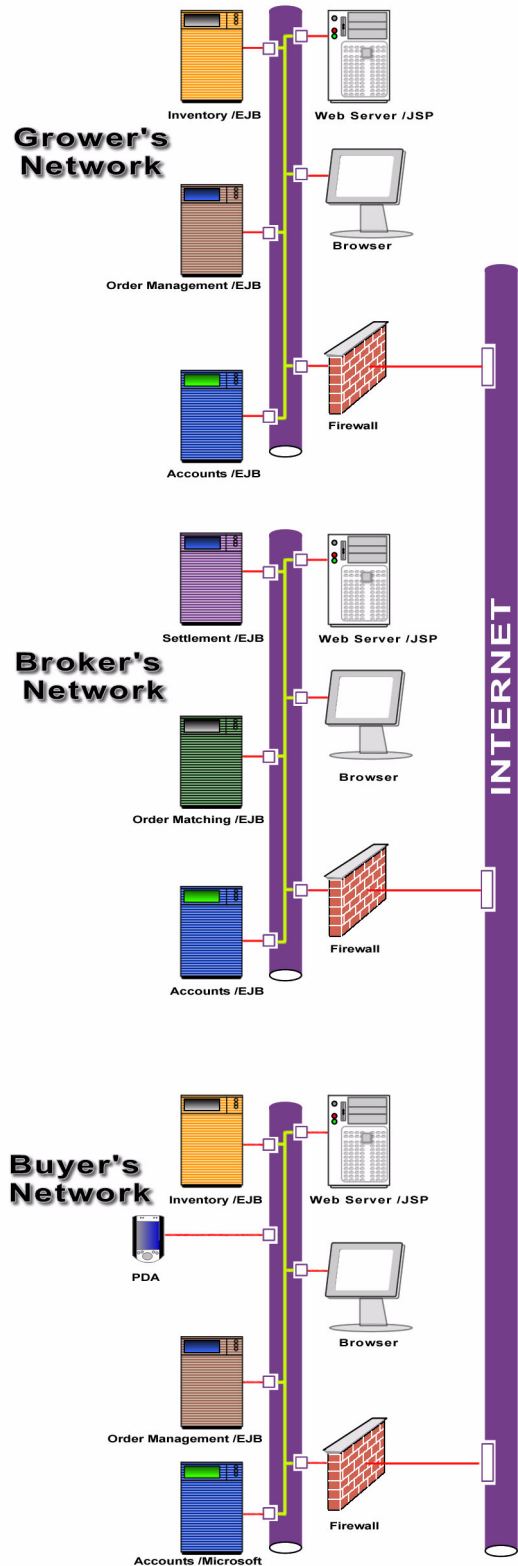 Inventory /EJB
Web Server /JSP
Grower's
Network
Browser
Order Management /EJB
Firewall
Accounts /EJB
Settlement /EJB
Web Server /JSP
INTERNET
Broker's
Network
Browser
Order Matching /EJB
Firewall
Accounts /EJB
Inventory /EJB
Web Server /JSP
Buyer's
Network
PDA
Browser
Order Management /EJB
Firewall
Accounts /Microsoft